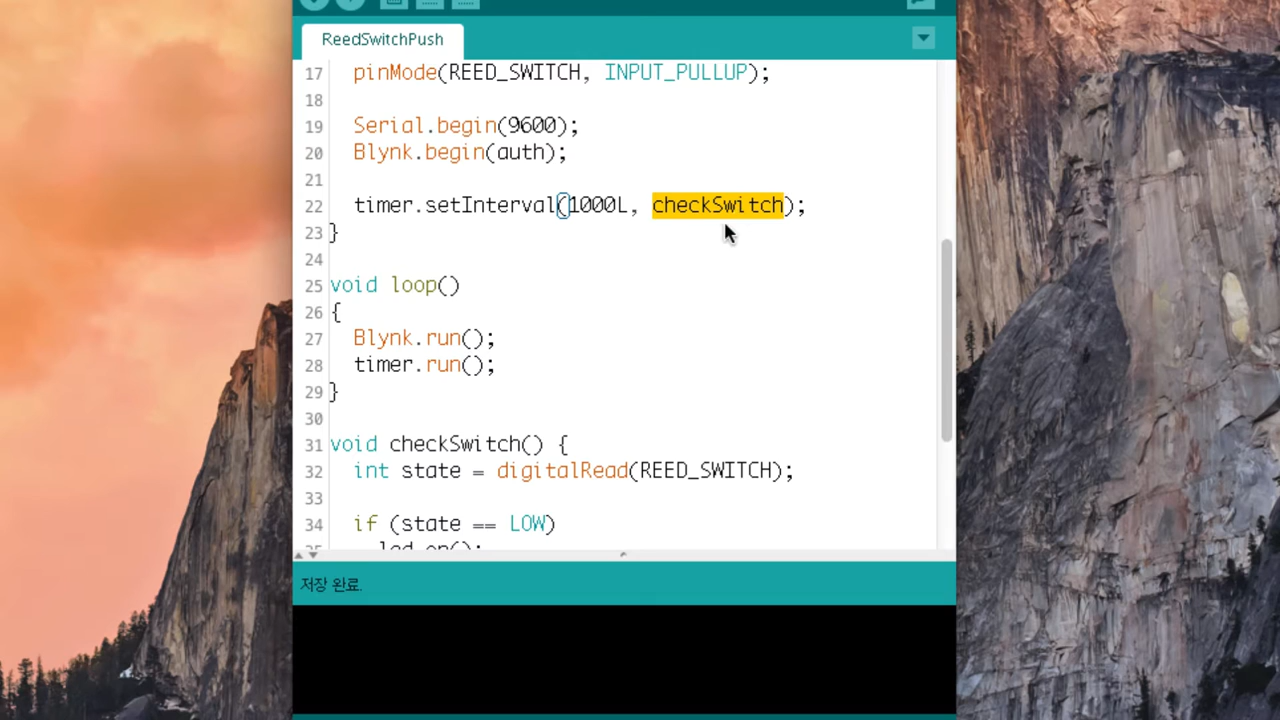 ReedSwitchPush
17 pinMode(REED_SWITCH, INPUT_PULLUP);
18
19 Serial.begin(9600);
20 Blynk.begin(auth);
21
22 timer.setInterval(1000L, checkSwitch);
23 }
24
25 void loop()
26 {
27 Blynk.run();
28 timer.run();
29 }
30
31 void checkSwitch() {
32 int state = digitalRead(REED_SWITCH);
33
34 if (state == LOW)
35 led.on();
저장 완료.